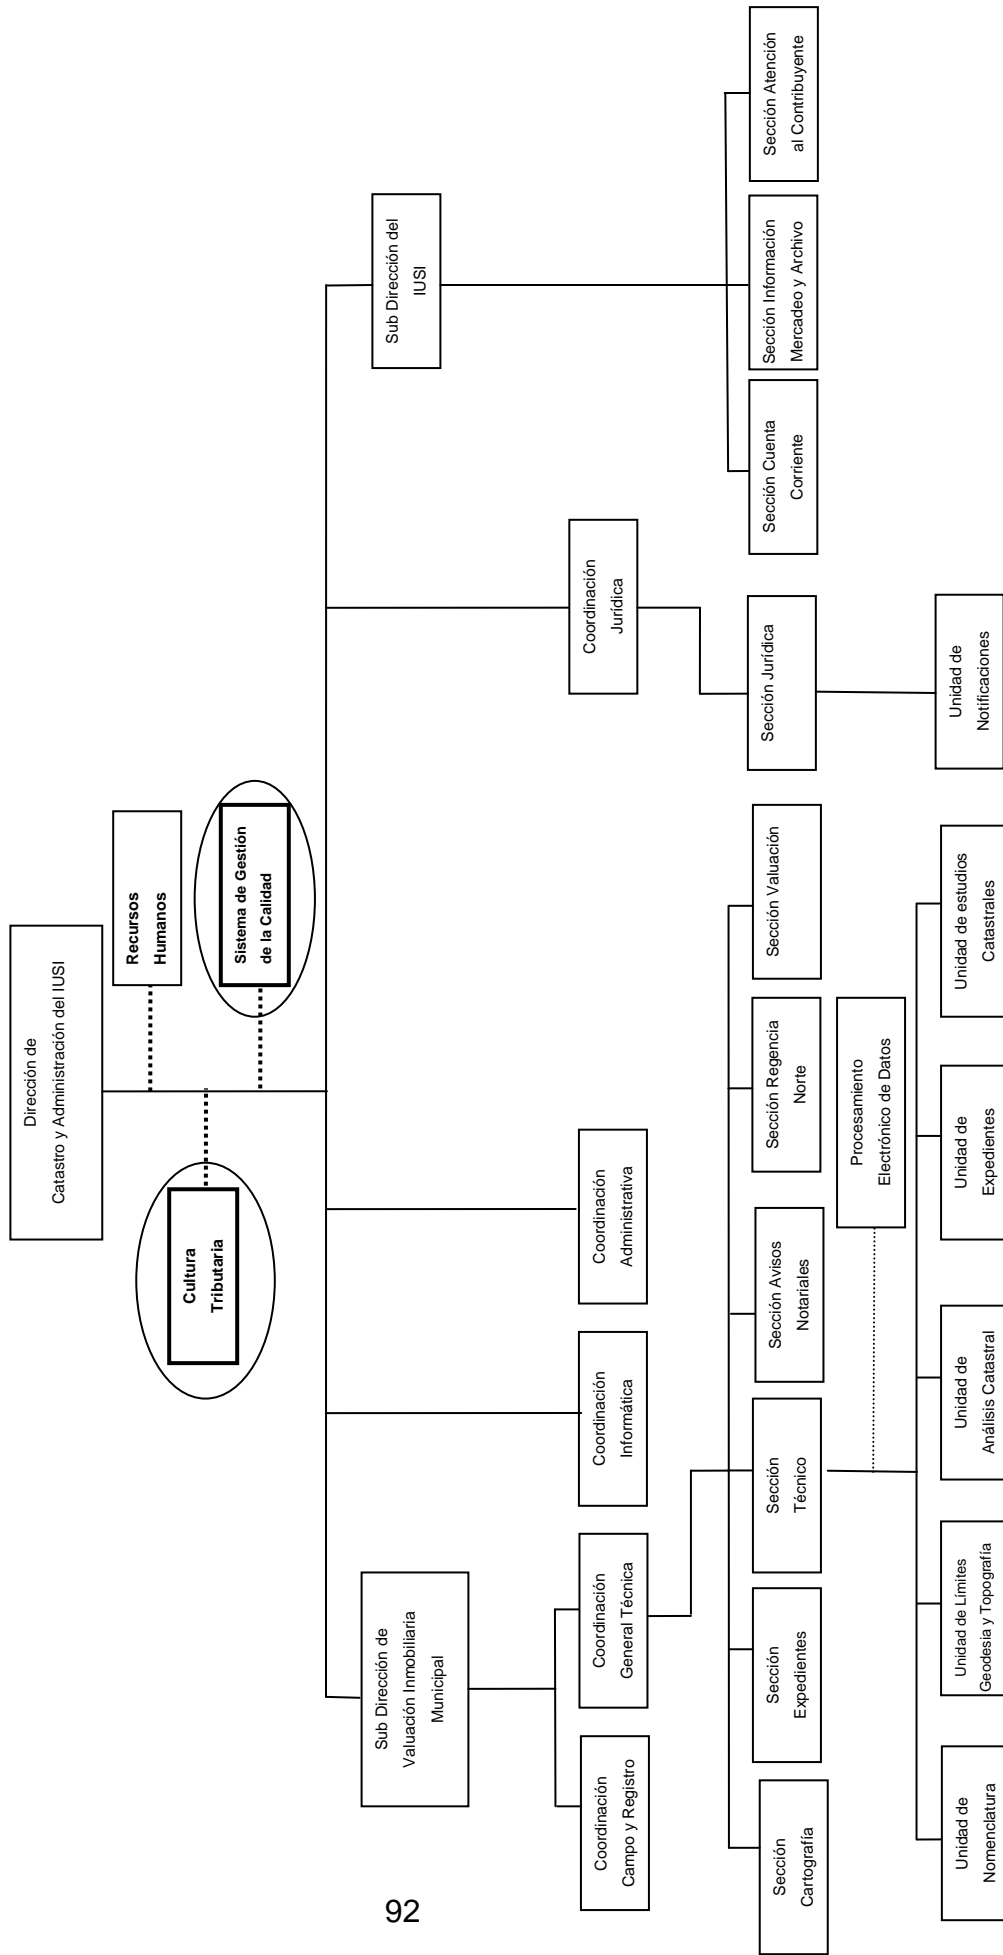 Dirección de
Catastro y Administración del IUSI
Recursos
Humanos
Cultura
Tributaria
Sistema de Gestión
de la Calidad
Sub Dirección de
Valuación Inmobiliaria
Municipal
Sub Dirección del
IUSI
Coordinación
Campo y Registro
Coordinación
General Técnica
Coordinación
Informática
Coordinación
Administrativa
Coordinación
Jurídica
Sección
Cartografía
Sección
Expedientes
Sección
Técnico
Sección Avisos
Notariales
Sección Regencia
Norte
Sección Valuación
Sección Jurídica
Sección Cuenta
Corriente
Sección Información
Mercadeo y Archivo
Sección Atención
al Contribuyente
Procesamiento
Electrónico de Datos
Unidad de
Nomenclatura
Unidad de Límites
Geodesia y Topografía
Unidad de
Análisis Catastral
Unidad de
Expedientes
Unidad de estudios
Catastrales
Unidad de
Notificaciones
92